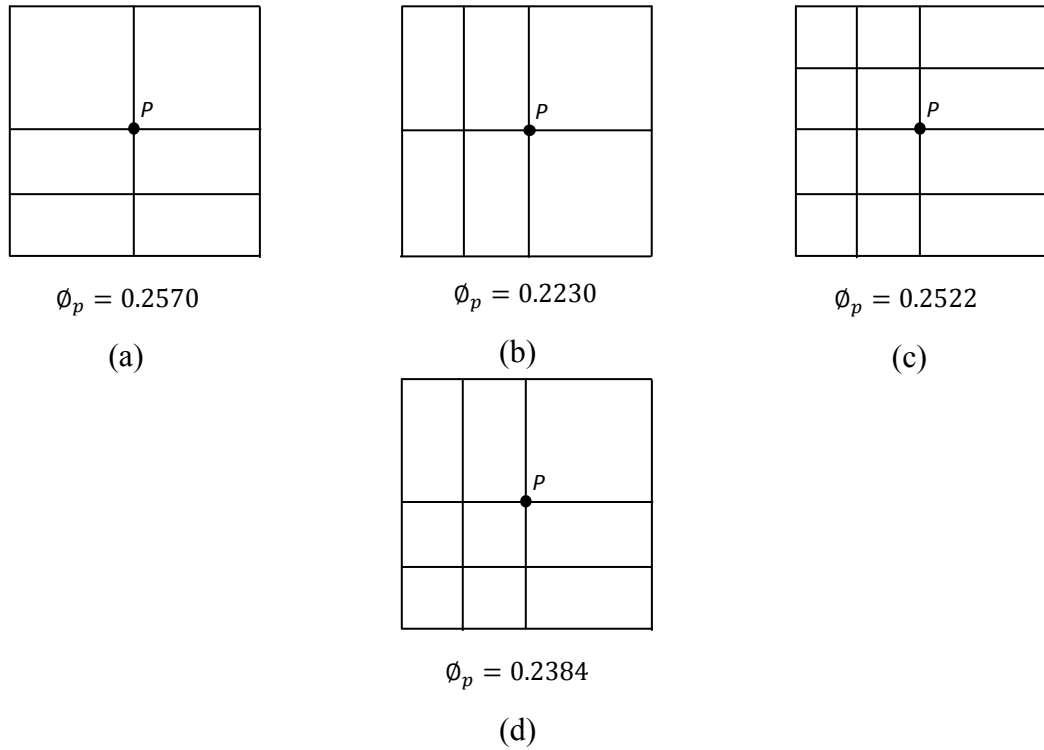 P
P
P
∅p = 0.2570
∅p = 0.2230
∅p = 0.2522
(a)
(b)
(c)
P
∅p = 0.2384
(d)